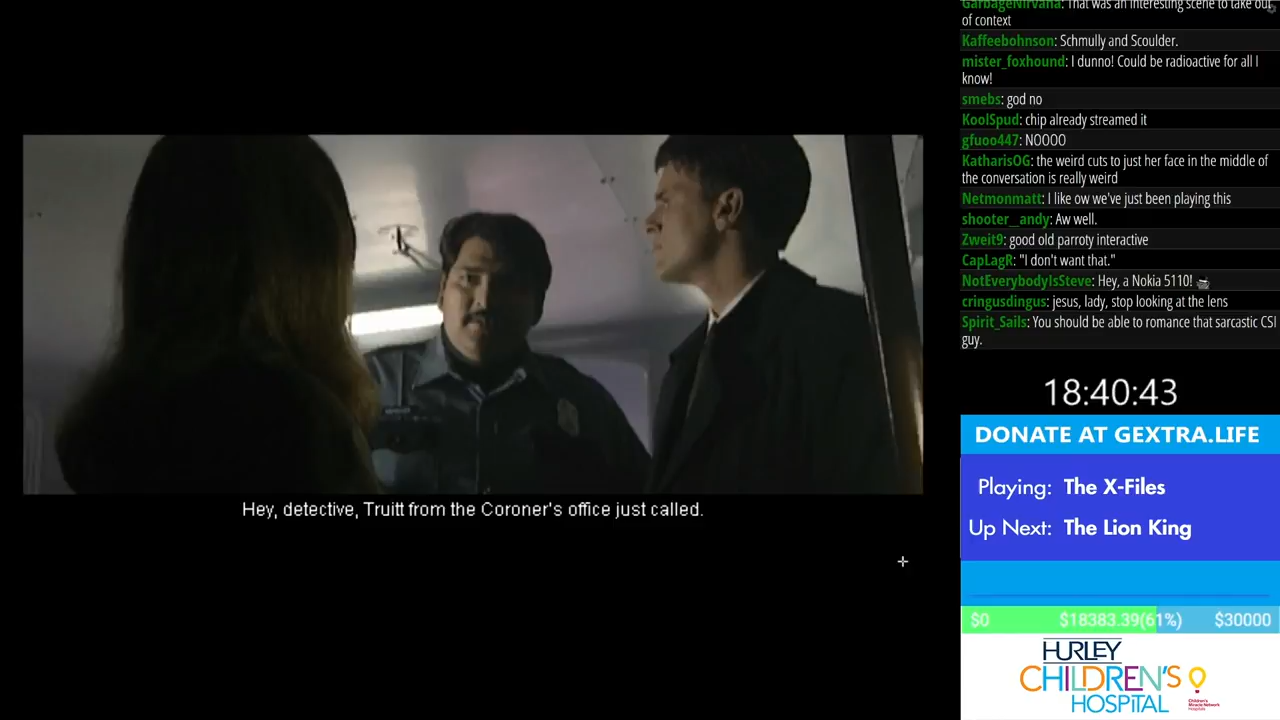 GarbageNirvana: That was an interesting scene to take out
of context
Kaffeebohnson: Schmully and Scoulder.
mister_foxhound: I dunno! Could be radioactive for all I
know!
smebs: god no
KoolSpud: chip already streamed it
gfuoo447: NOOOO
KatharisOG: the weird cuts to just her face in the middle of
the conversation is really weird
Netmonmatt: I like ow we've just been playing this
shooter__andy: Aw well.
Zweit9: good old parroty interactive
CapLagR: "I don't want that."
NotEverybodyIsSteve: Hey, a Nokia 5110!
cringusdingus: jesus, lady, stop looking at the lens
Spirit_Sails: You should be able to romance that sarcastic CSI
guy.
Hey, detective, Truitt from the Coroner's office just called.
18:40:43
DONATE AT GEXTRA.LIFE
Playing: The X-Files
Up Next: The Lion King
$0 $18383.39(61%) $30000
HURLEY
CHILDREN'S
HOSPITAL
Children's
Miracle Network
Hospitals